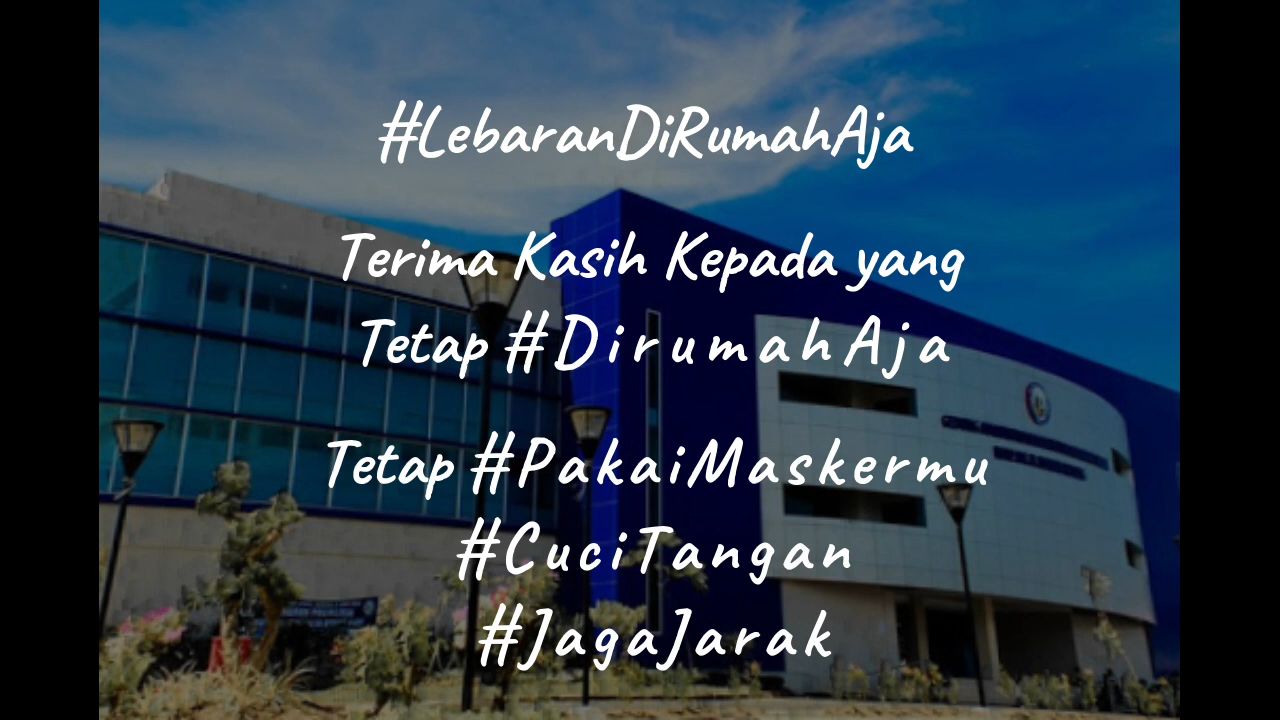 #LebaranDiRumahAja
Terima Kasih Kepada yang
Tetap #DirumahAja
Tetap #PakaiMaskermu
#CuciTangan
#JagaJarak